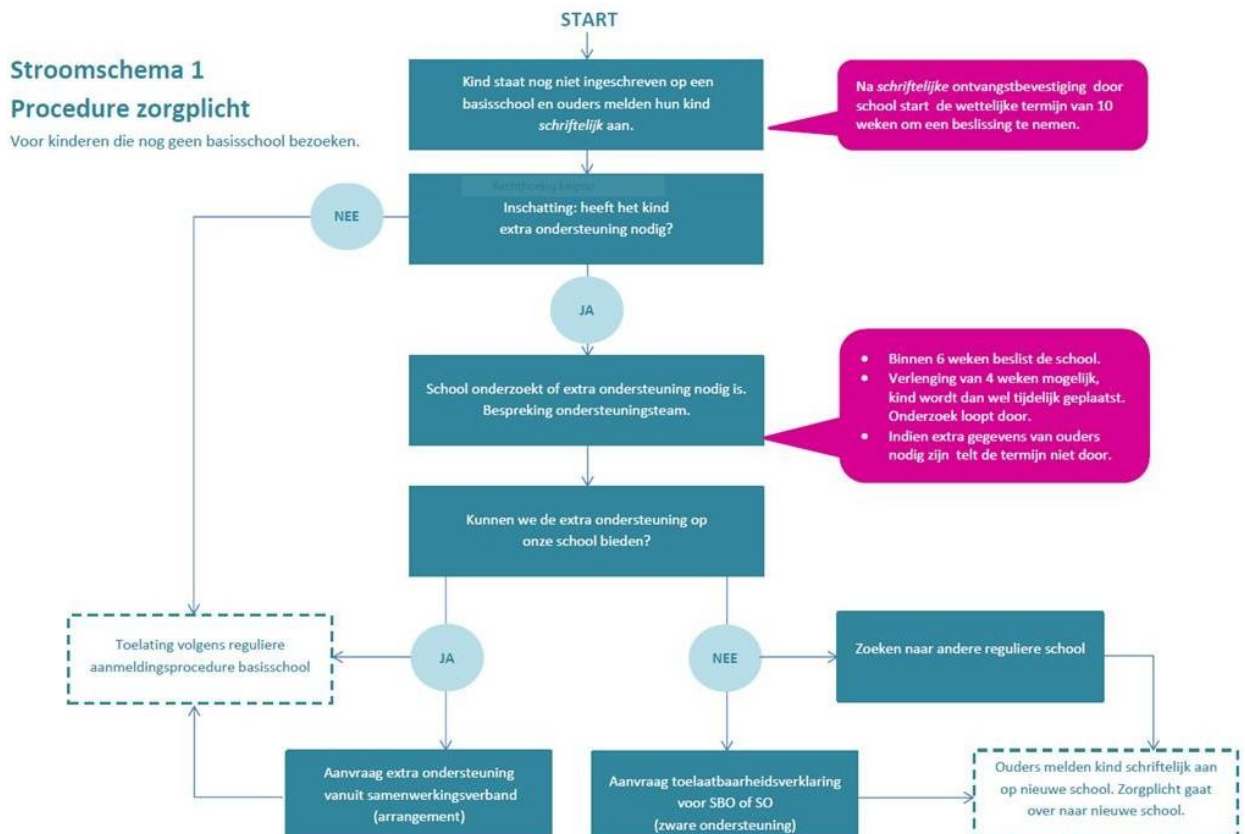 START
Stroomschema 1
Procedure zorgplicht
Voor kinderen die nog geen basisschool bezoeken.
Kind staat nog niet ingeschreven op een
basisschool en ouders melden hun kind
schriftelijk aan.
Na schriftelijke ontvangstbevestiging door
school start de wettelijke termijn van 10
weken om een beslissing te nemen.
NEE
Inschatting: heeft het kind
extra ondersteuning nodig?
JA
School onderzoekt of extra ondersteuning nodig is.
Bespreking ondersteuningsteam.
• Binnen 6 weken beslist de school.
• Verlenging van 4 weken mogelijk,
kind wordt dan wel tijdelijk geplaatst.
Onderzoek loopt door.
• Indien extra gegevens van ouders
nodig zijn telt de termijn niet door.
Kunnen we de extra ondersteuning op
onze school bieden?
Toelating volgens reguliere
aanmeldingsprocedure basisschool
JA
NEE
Zoeken naar andere reguliere school
Aanvraag extra ondersteuning
vanuit samenwerkingsverband
(arrangement)
Aanvraag toelaatbaarheidsverklaring
voor SBO of SO
(zware ondersteuning)
Ouders melden kind schriftelijk aan
op nieuwe school. Zorgplicht gaat
over naar nieuwe school.